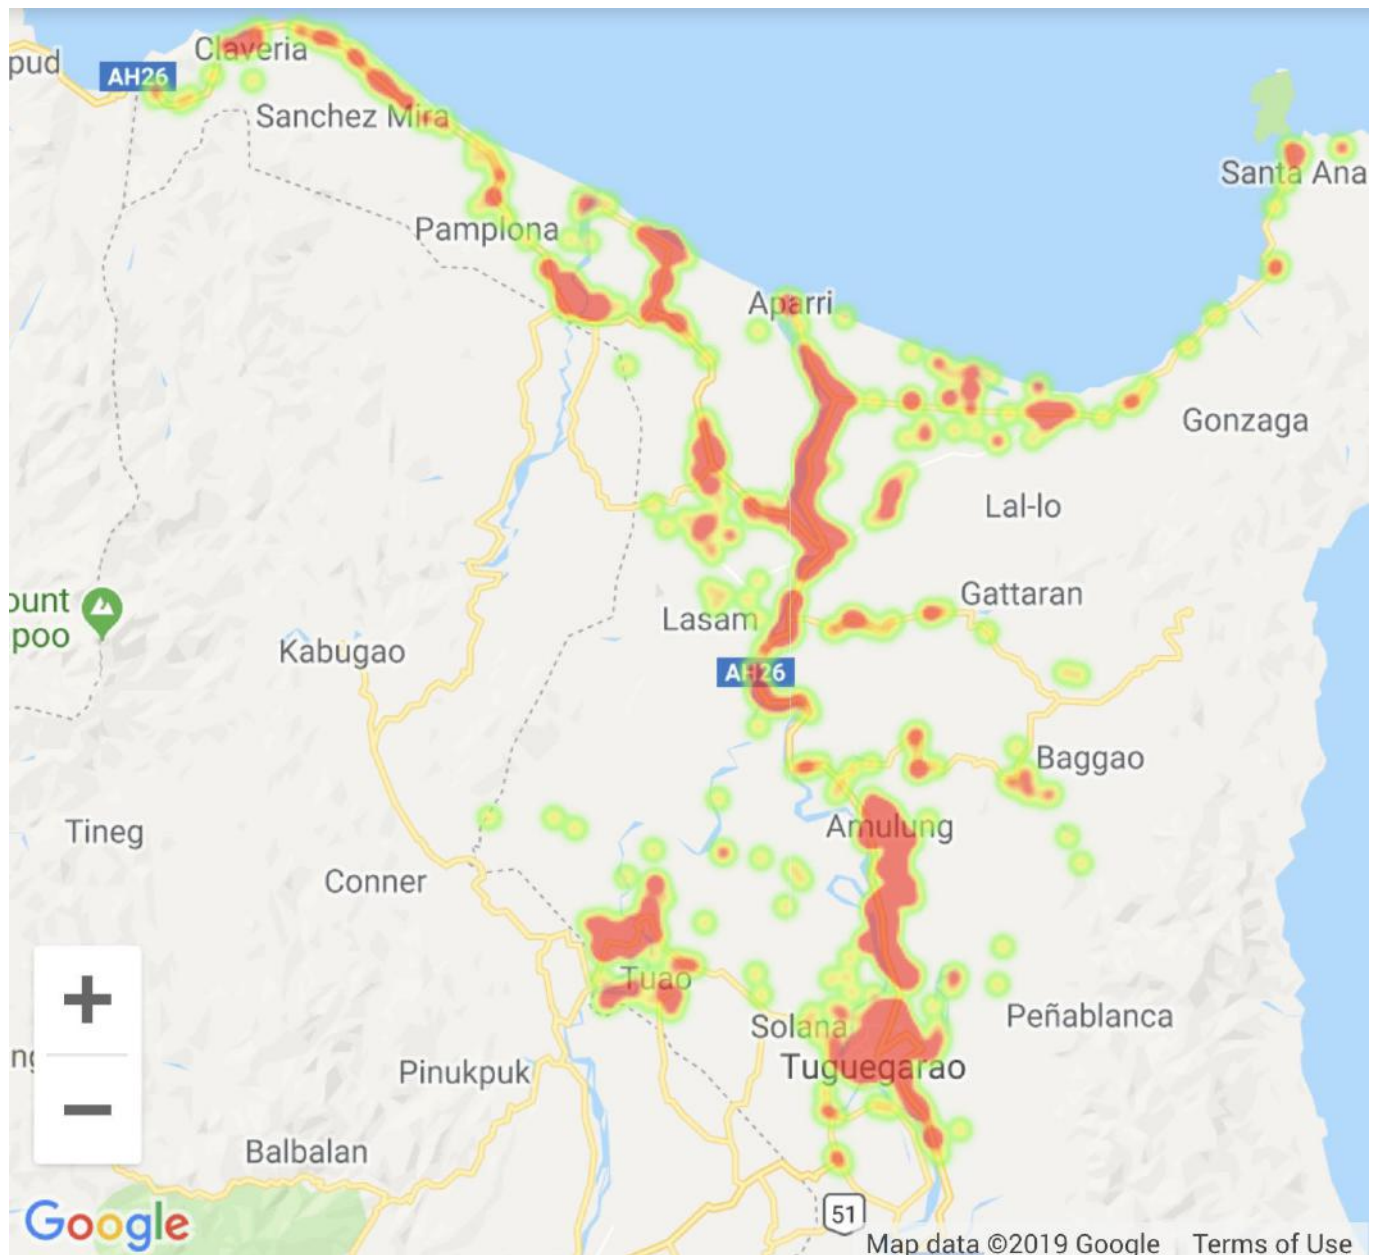 Claveria
pud
AH26
Sanchez Mira
Santa Ana
Pamplona
Aparri
Gonzaga
Lal-lo
ount
poo
Gattaran
Lasam
Kabugao
AH26
Baggao
Tineg
Amulung
Conner
Tuao
Peñablanca
Solana
ng
Tuguegarao
Pinukpuk
Balbalan
51
Google
Map data ©2019 Google Terms of Use